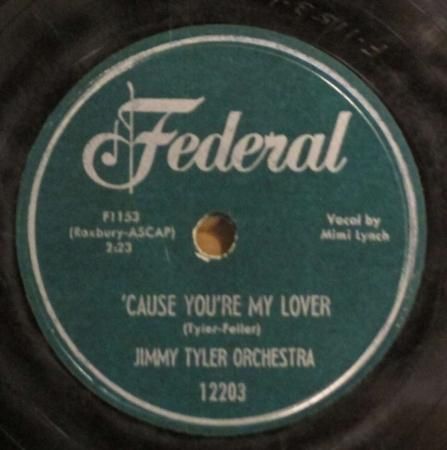 Federal
F1153
(Roxbury-ASCAP)
2:23
Vocal by
Mimi Lynch
'CAUSE YOU'RE MY LOVER
(Tyler-Feller)
JIMMY TYLER ORCHESTRA
12203